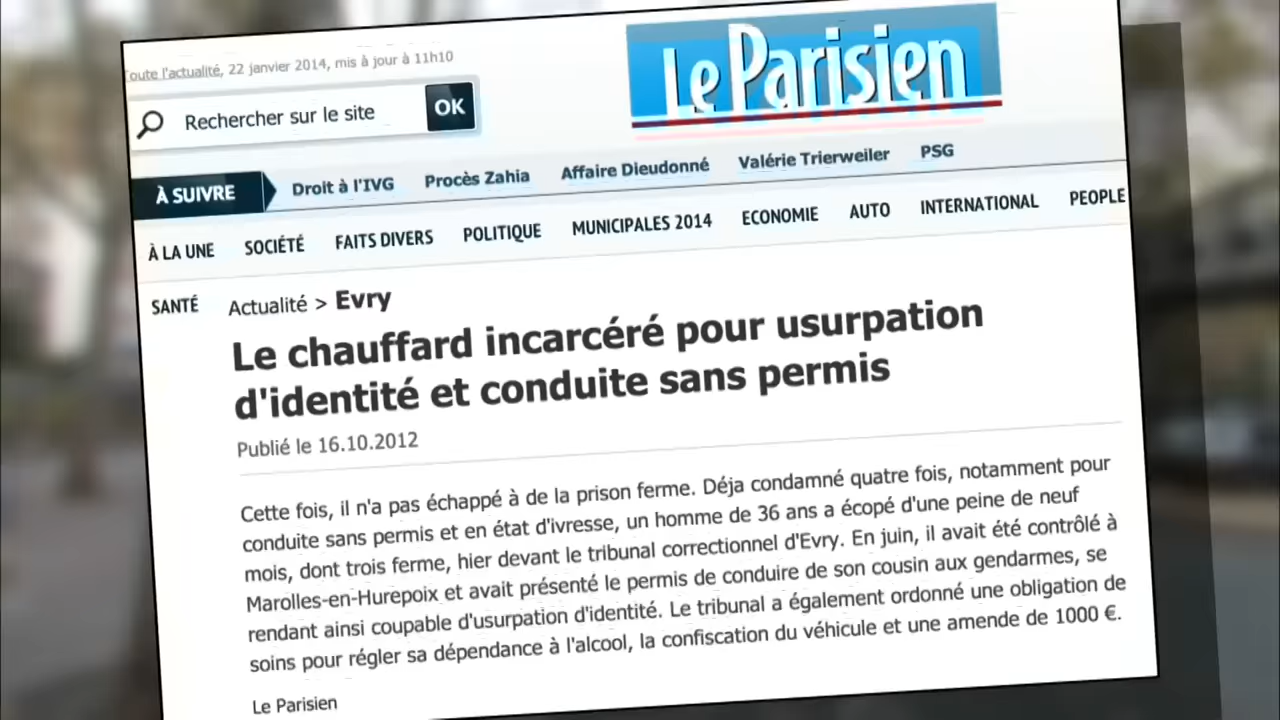 Toute l'actualité, 22 janvier 2014, mis à jour à 11h10
Le Parisien
Rechercher sur le site OK
À SUIVRE Droit à l'IVG Procès Zahia Affaire Dieudonné Valérie Trierweiler PSG
À LA UNE SOCIÉTÉ FAITS DIVERS POLITIQUE MUNICIPALES 2014 ECONOMIE AUTO INTERNATIONAL PEOPLE
SANTÉ
Actualité > Evry
Le chauffard incarcéré pour usurpation
d'identité et conduite sans permis
Publié le 16.10.2012
Cette fois, il n'a pas échappé à de la prison ferme. Déja condamné quatre fois, notamment pour
conduite sans permis et en état d'ivresse, un homme de 36 ans a écopé d'une peine de neuf
mois, dont trois ferme, hier devant le tribunal correctionnel d'Evry. En juin, il avait été contrôlé à
Marolles-en-Hurepoix et avait présenté le permis de conduire de son cousin aux gendarmes, se
rendant ainsi coupable d'usurpation d'identité. Le tribunal a également ordonné une obligation de
soins pour régler sa dépendance à l'alcool, la confiscation du véhicule et une amende de 1000 €.
Le Parisien